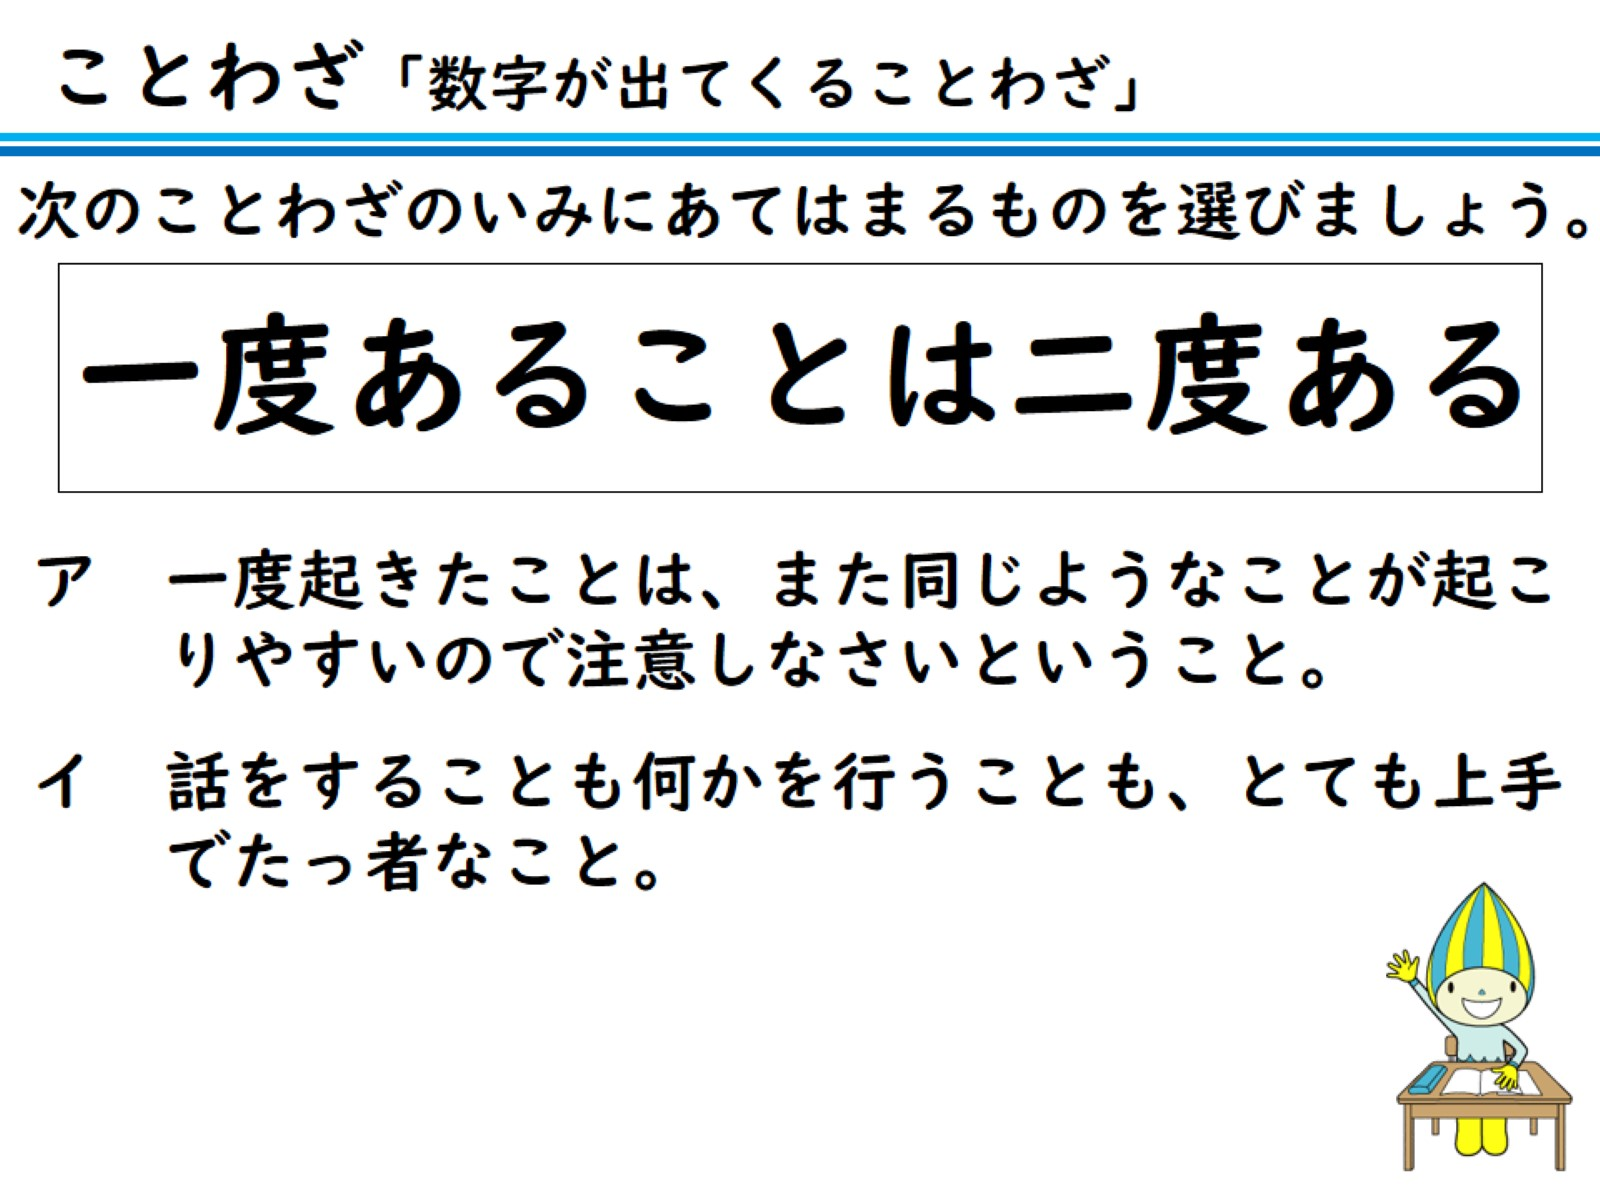 ことわざ「数字が出てくることわざ」
次のことわざのいみにあてはまるものを選びましょう。
一度あることは二度ある
ア 一度起きたことは、また同じようなことが起こ
りやすいので注意しなさいということ。
イ 話をすることも何かを行うことも、とても上手
でたっ者なこと。